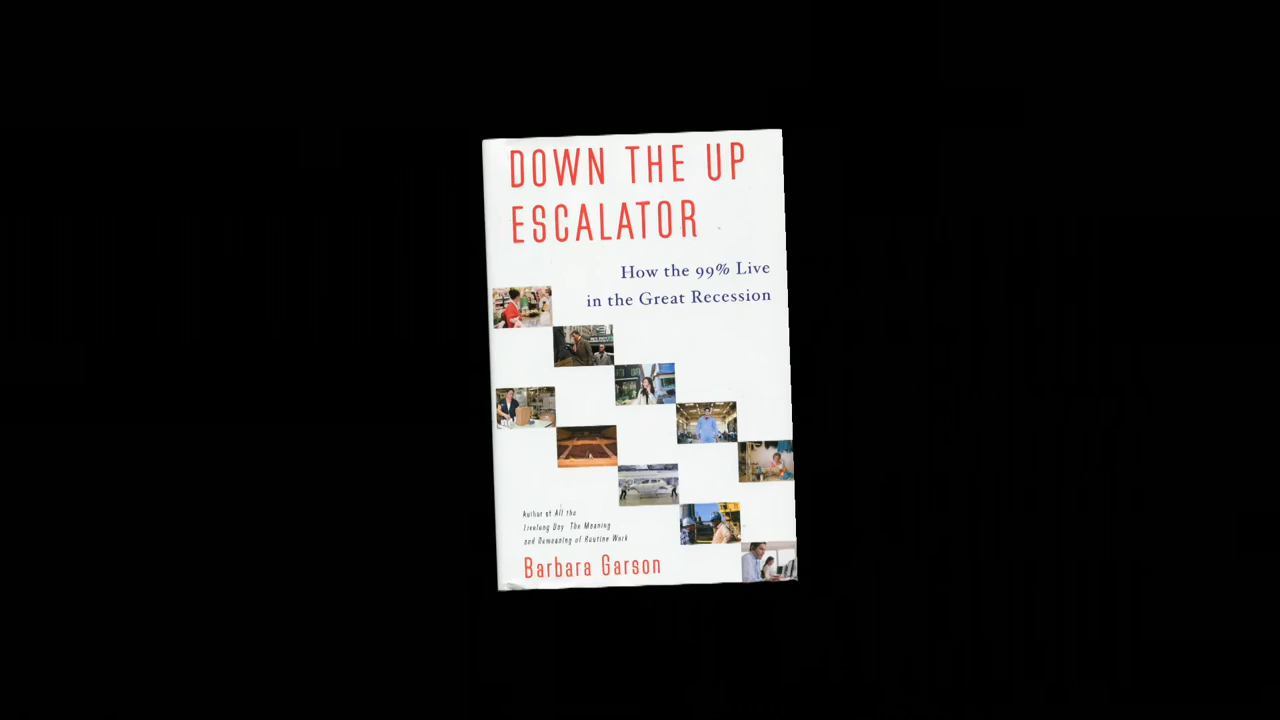 DOWN THE UP
ESCALATOR
How the 99% Live
in the Great Recession
Author of All the
Livelong Day The Meaning
and Demeaning of Routine Work
Barbara Garson